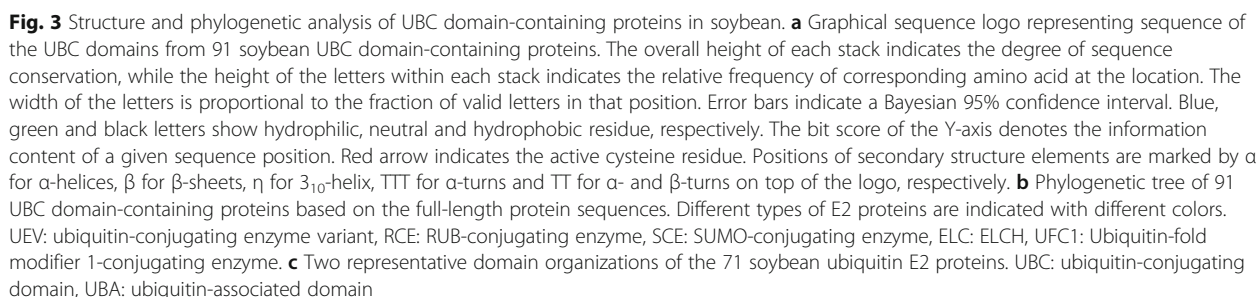 Fig. 3 Structure and phylogenetic analysis of UBC domain-containing proteins in soybean. a Graphical sequence logo representing sequence of
the UBC domains from 91 soybean UBC domain-containing proteins. The overall height of each stack indicates the degree of sequence
conservation, while the height of the letters within each stack indicates the relative frequency of corresponding amino acid at the location. The
width of the letters is proportional to the fraction of valid letters in that position. Error bars indicate a Bayesian 95% confidence interval. Blue,
green and black letters show hydrophilic, neutral and hydrophobic residue, respectively. The bit score of the Y-axis denotes the information
content of a given sequence position. Red arrow indicates the active cysteine residue. Positions of secondary structure elements are marked by α
for α-helices, β for β-sheets, η for 3₁₀-helix, TTT for α-turns and TT for α- and β-turns on top of the logo, respectively. b Phylogenetic tree of 91
UBC domain-containing proteins based on the full-length protein sequences. Different types of E2 proteins are indicated with different colors.
UEV: ubiquitin-conjugating enzyme variant, RCE: RUB-conjugating enzyme, SCE: SUMO-conjugating enzyme, ELC: ELCH, UFC1: Ubiquitin-fold
modifier 1-conjugating enzyme. c Two representative domain organizations of the 71 soybean ubiquitin E2 proteins. UBC: ubiquitin-conjugating
domain, UBA: ubiquitin-associated domain